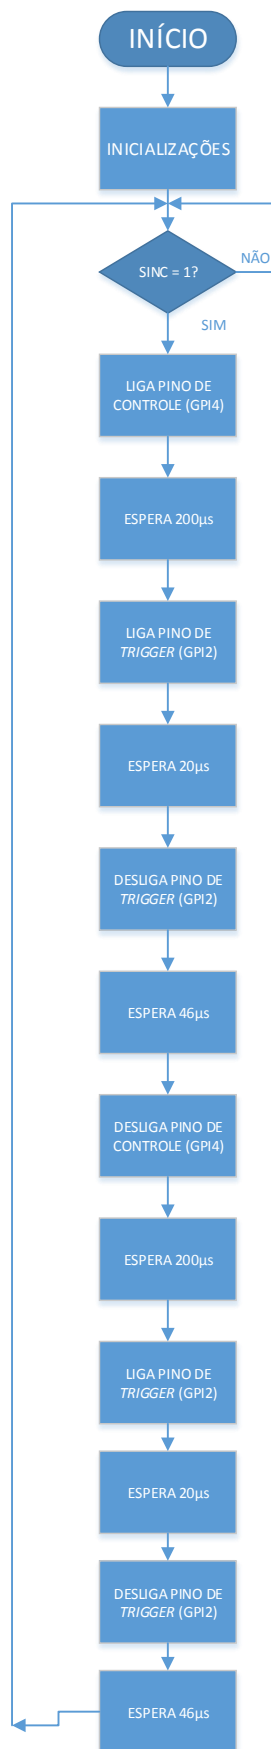 INÍCIO
INICIALIZAÇÕES
SINC = 1?
NÃO
SIM
LIGA PINO DE
CONTROLE (GPI4)
ESPERA 200µs
LIGA PINO DE
TRIGGER (GPI2)
ESPERA 20µs
DESLIGA PINO DE
TRIGGER (GPI2)
ESPERA 46µs
DESLIGA PINO DE
CONTROLE (GPI4)
ESPERA 200µs
LIGA PINO DE
TRIGGER (GPI2)
ESPERA 20µs
DESLIGA PINO DE
TRIGGER (GPI2)
ESPERA 46µs